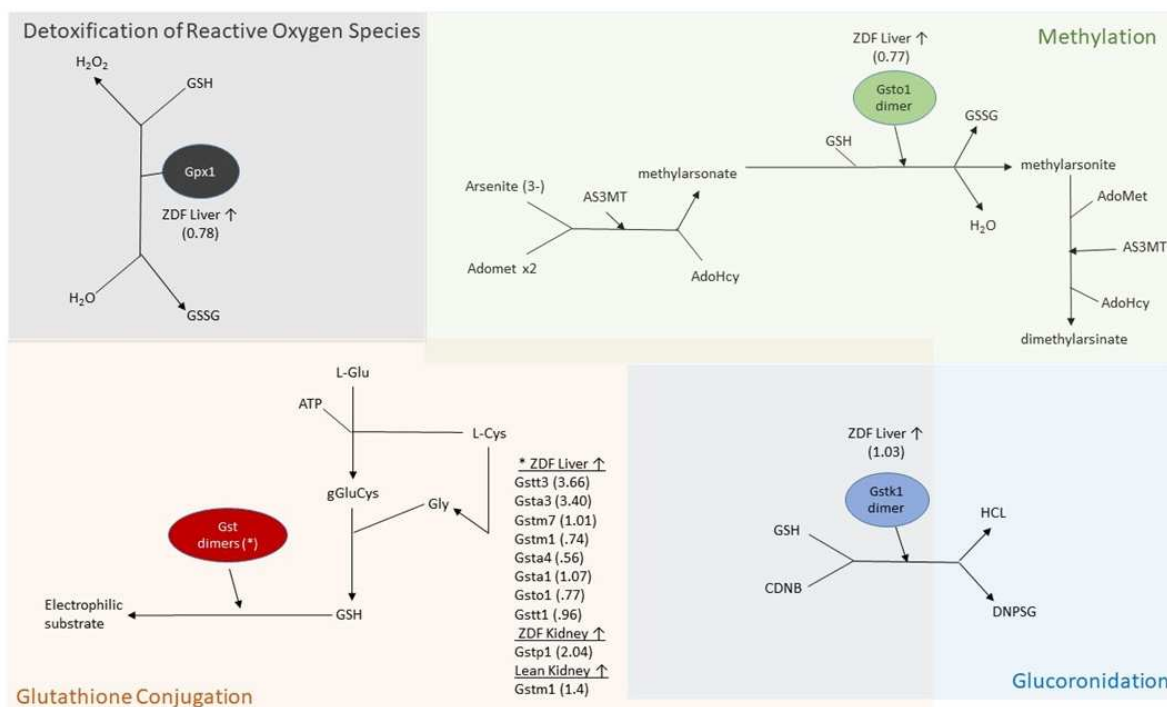 Detoxification of Reactive Oxygen Species
H₂O₂
GSH
Gpx1
ZDF Liver ↑
(0.78)
H₂O
GSSG
Methylation
ZDF Liver ↑
(0.77)
Gsto1
dimer
GSSG
GSH
methylarsonate
methylarsonite
Arsenite (3-)
AS3MT
AdoMet
H₂O
AS3MT
Adomet x2
AdoHcy
AdoHcy
dimethylarsinate
L-Glu
ATP
L-Cys
gGluCys
Gly
Gst
dimers (*)
Electrophilic
substrate
GSH
* ZDF Liver ↑
Gstt3 (3.66)
Gsta3 (3.40)
Gstm7 (1.01)
Gstm1 (.74)
Gsta4 (.56)
Gsta1 (1.07)
Gsto1 (.77)
Gstt1 (.96)
ZDF Kidney ↑
Gstp1 (2.04)
Lean Kidney ↑
Gstm1 (1.4)
Glutathione Conjugation
ZDF Liver ↑
(1.03)
Gstk1
dimer
GSH
HCL
CDNB
DNPSG
Glucoronidation